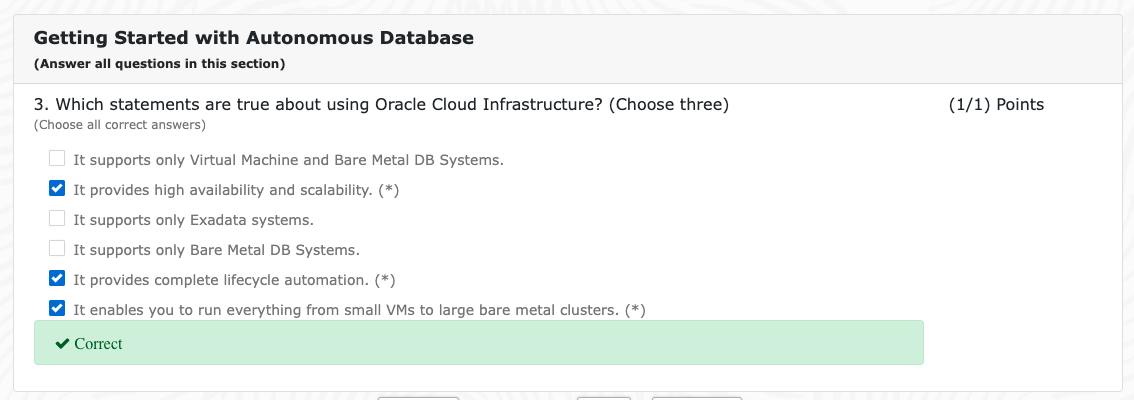 Getting Started with Autonomous Database
(Answer all questions in this section)
3. Which statements are true about using Oracle Cloud Infrastructure? (Choose three) (1/1) Points
(Choose all correct answers)
It supports only Virtual Machine and Bare Metal DB Systems.
It provides high availability and scalability. (*)
It supports only Exadata systems.
It supports only Bare Metal DB Systems.
It provides complete lifecycle automation. (*)
It enables you to run everything from small VMs to large bare metal clusters. (*)
Correct